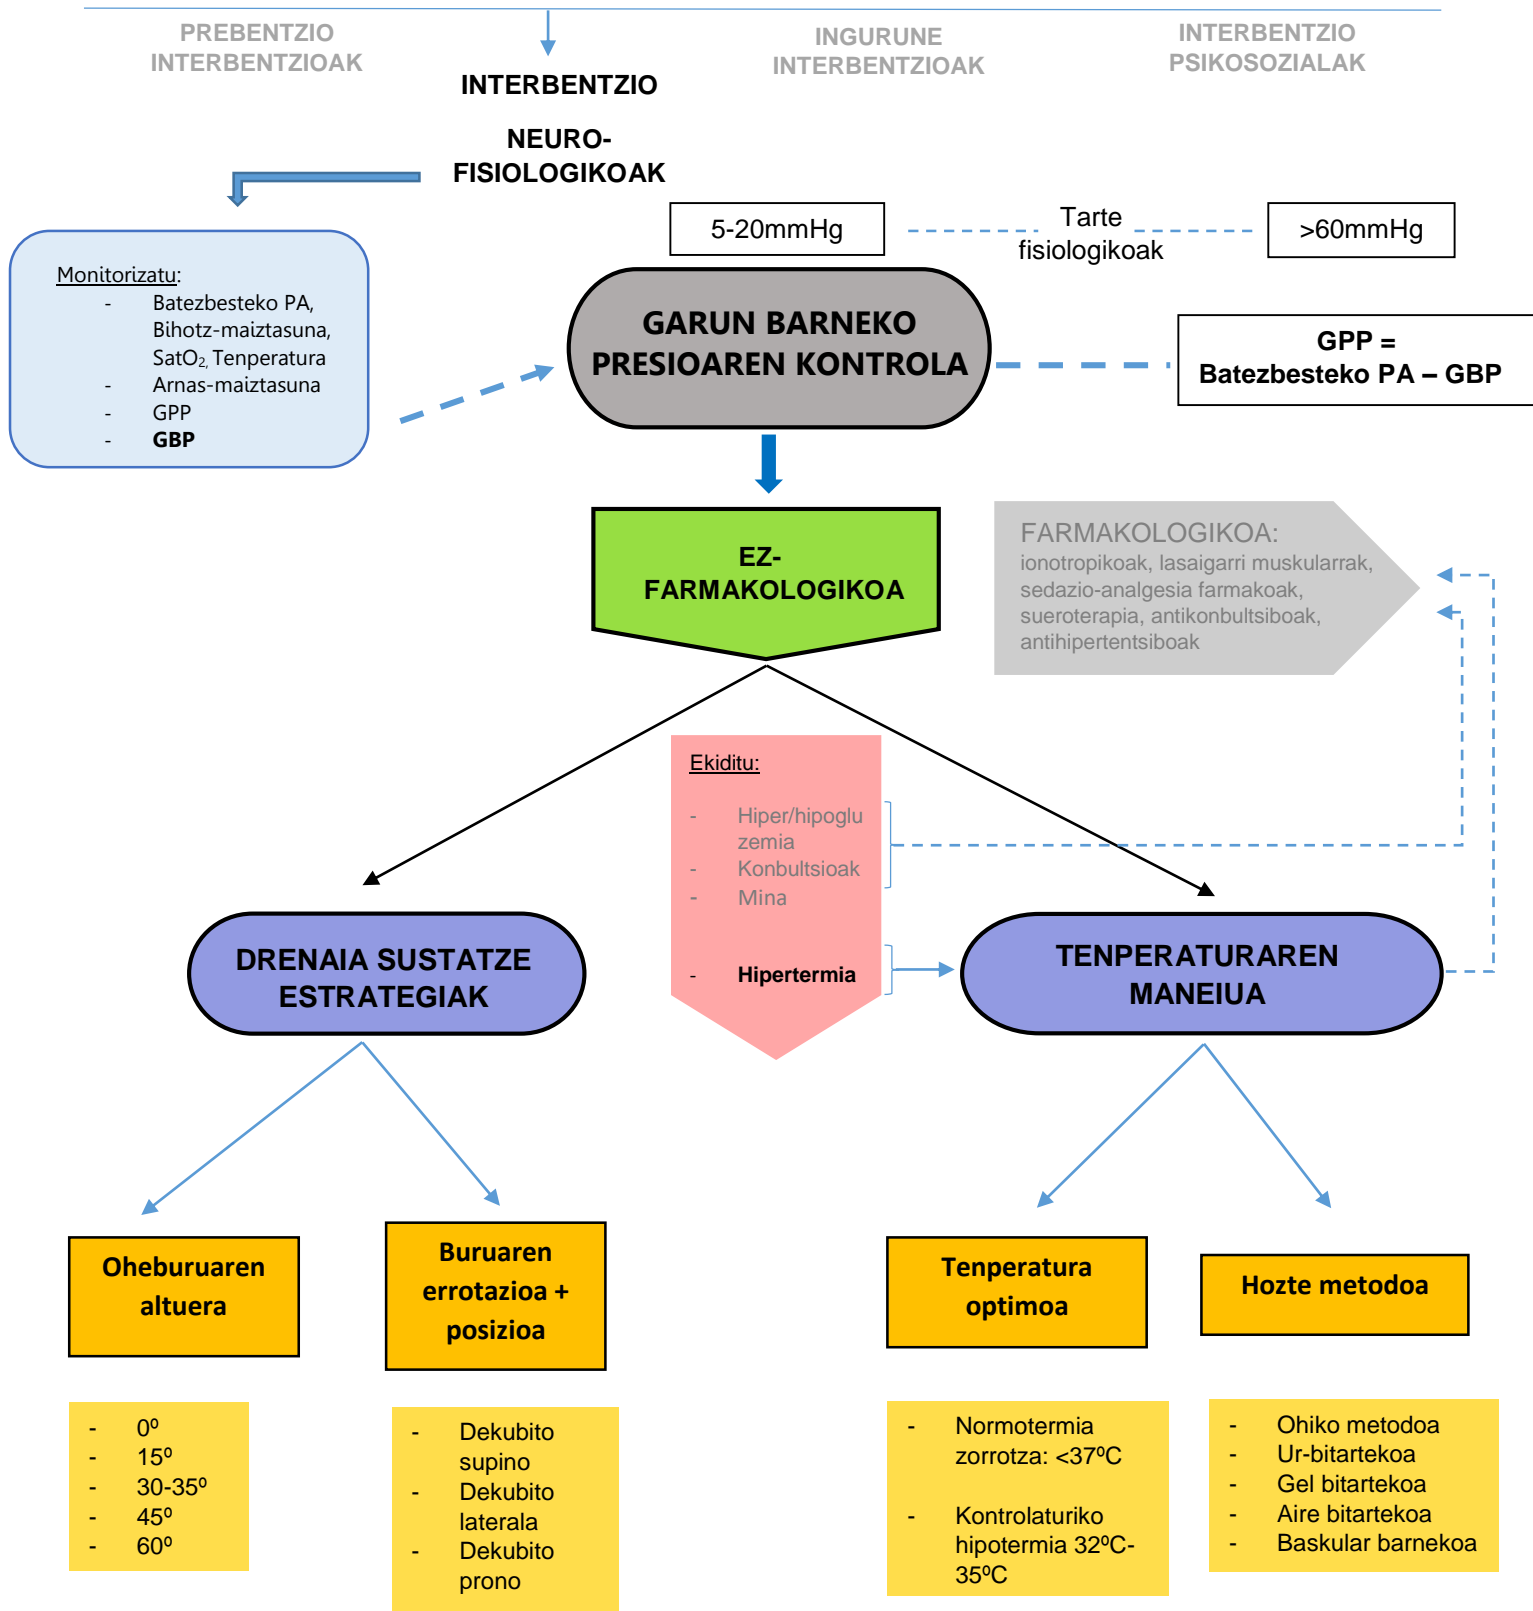 PREBENTZIO
INTERBENTZIOAK
INTERBENTZIO
NEURO-
FISIOLOGIKOAK
INGURUNE
INTERBENTZIOAK
INTERBENTZIO
PSIKOSOZIALAK
5-20mmHg
Tarte
fisiologikoak
>60mmHg
Monitorizatu:
- Batezbesteko PA,
Bihotz-maiztasuna,
SatO2, Tenperatura
- Arnas-maiztasuna
- GPP
- GBP
GARUN BARNEKO
PRESIOAREN KONTROLA
GPP =
Batezbesteko PA – GBP
EZ-
FARMAKOLOGIKOA
FARMAKOLOGIKOA:
ionotropikoak, lasaigarri muskularrak,
sedazio-analgesia farmakoak,
sueroterapia, antikonbultsiboak,
antihipertentsiboak
Ekiditu:
- Hiper/hipoglu
zemia
- Konbultsioak
- Mina
- Hipertermia
DRENAIA SUSTATZE
ESTRATEGIAK
TENPERATURAREN
MANEIUA
Oheburuaren
altuera
Buruaren
errotazioa +
posizioa
Tenperatura
optimoa
Hozte metodoa
- 0º
- 15º
- 30-35º
- 45º
- 60º
- Dekubito
supino
- Dekubito
laterala
- Dekubito
prono
- Normotermia
zorrotza: <37ºC
- Kontrolaturiko
hipotermia 32ºC-
35ºC
- Ohiko metodoa
- Ur-bitartekoa
- Gel bitartekoa
- Aire bitartekoa
- Baskular barnekoa